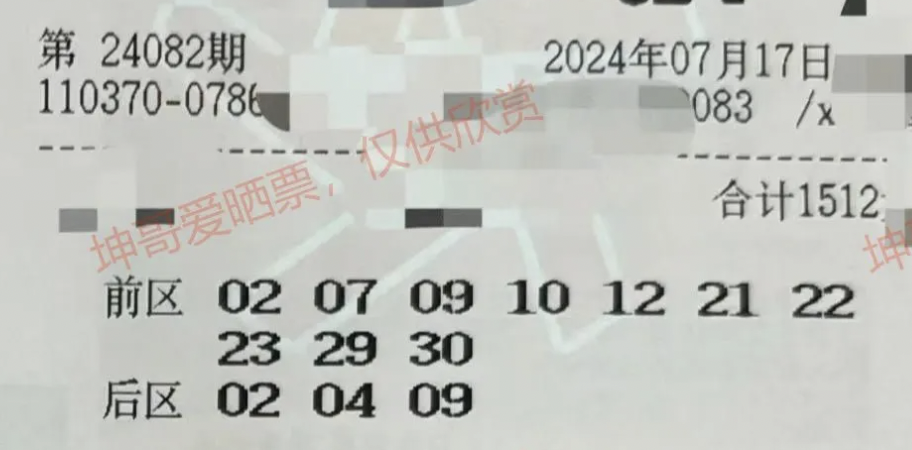 第 24082期 2024年07月17日
110370-0786 083 /x
合计1512
坤哥爱晒票，仅供欣赏
坤
前区 02 07 09 10 12 21 22
23 29 30
后区 02 04 09